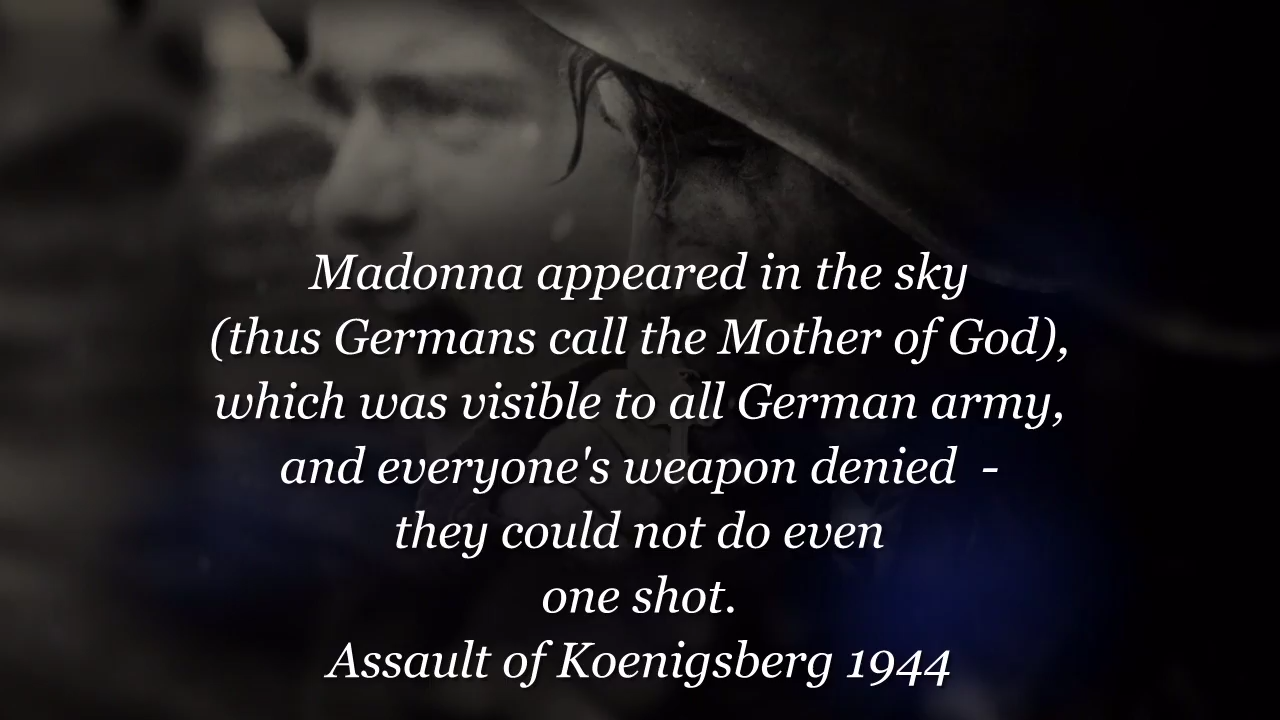 Madonna appeared in the sky
(thus Germans call the Mother of God),
which was visible to all German army,
and everyone's weapon denied  -
they could not do even
one shot.
Assault of Koenigsberg 1944